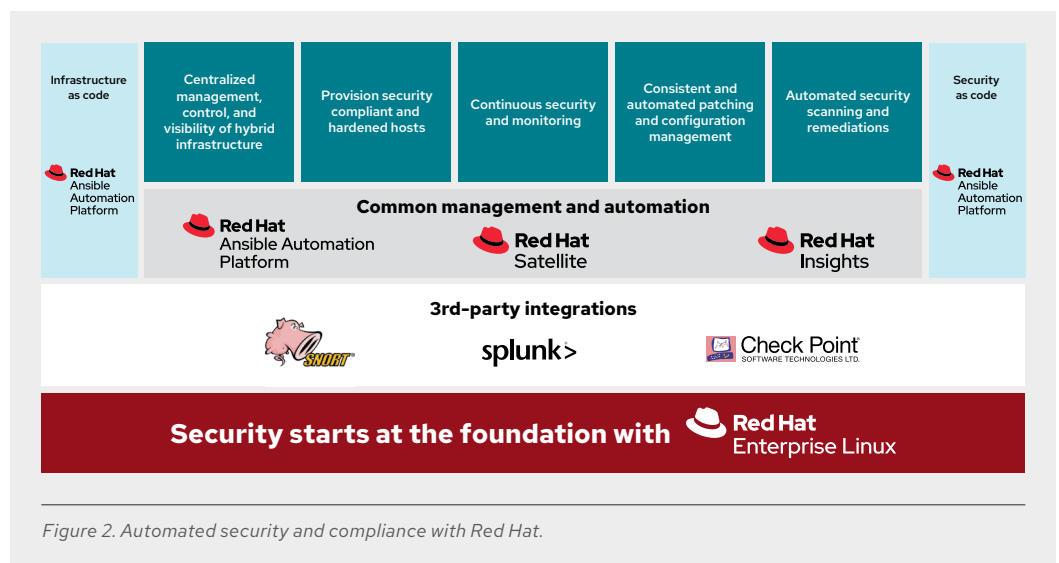 Infrastructure
as code
Red Hat
Ansible
Automation
Platform
Centralized
management,
control, and
visibility of hybrid
infrastructure
Provision security
compliant and
hardened hosts
Continuous security
and monitoring
Consistent and
automated patching
and configuration
management
Automated security
scanning and
remediations
Security
as code
Red Hat
Ansible
Automation
Platform
Common management and automation
Red Hat
Ansible Automation
Platform
Red Hat
Satellite
Red Hat
Insights
3rd-party integrations
SNORT
splunk>
Check Point
SOFTWARE TECHNOLOGIES LTD.
Security starts at the foundation with
Red Hat
Enterprise Linux
Figure 2. Automated security and compliance with Red Hat.